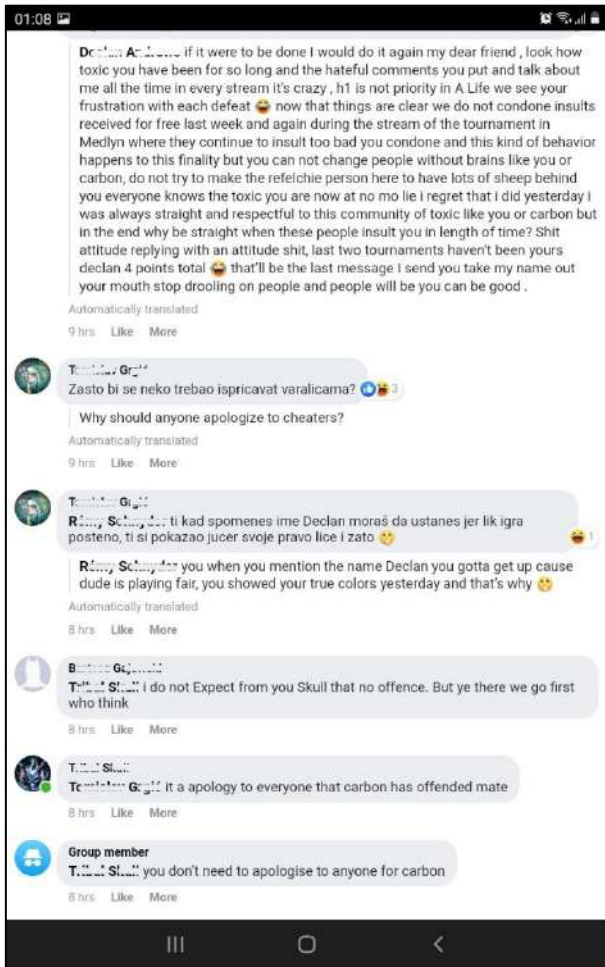 01:08
if it were to be done I would do it again my dear friend , look how
toxic you have been for so long and the hateful comments you put and talk about
me all the time in every stream it's crazy , h1 is not priority in A Life we see your
frustration with each defeat 😂 now that things are clear we do not condone insults
received for free last week and again during the stream of the tournament in
Medlyn where they continue to insult too bad you condone and this kind of behavior
happens to this finality but you can not change people without brains like you or
carbon, do not try to make the refelchie person here to have lots of sheep behind
you everyone knows the toxic you are now at no mo lie i regret that i did yesterday i
was always straight and respectful to this community of toxic like you or carbon but
in the end why be straight when these people insult you in length of time? Shit
attitude replying with an attitude shit, last two tournaments haven't been yours
declan 4 points total 😂 that'll be the last message I send you take my name out
your mouth stop drooling on people and people will be you can be good .
Automatically translated
9 hrs Like More
Zasto bi se neko trebao ispricavat varalicama? 3
Why should anyone apologize to cheaters?
Automatically translated
9 hrs Like More
ti kad spomenes ime Declan moraš da ustanes jer lik igra
posteno, ti si pokazao jucer svoje pravo lice i zato 🤫 1
you when you mention the name Declan you gotta get up cause
dude is playing fair, you showed your true colors yesterday and that's why 🤫
Automatically translated
8 hrs Like More
i do not Expect from you Skull that no offence. But ye there we go first
who think
8 hrs Like More
it a apology to everyone that carbon has offended mate
8 hrs Like More
Group member
you don't need to apologise to anyone for carbon
8 hrs Like More